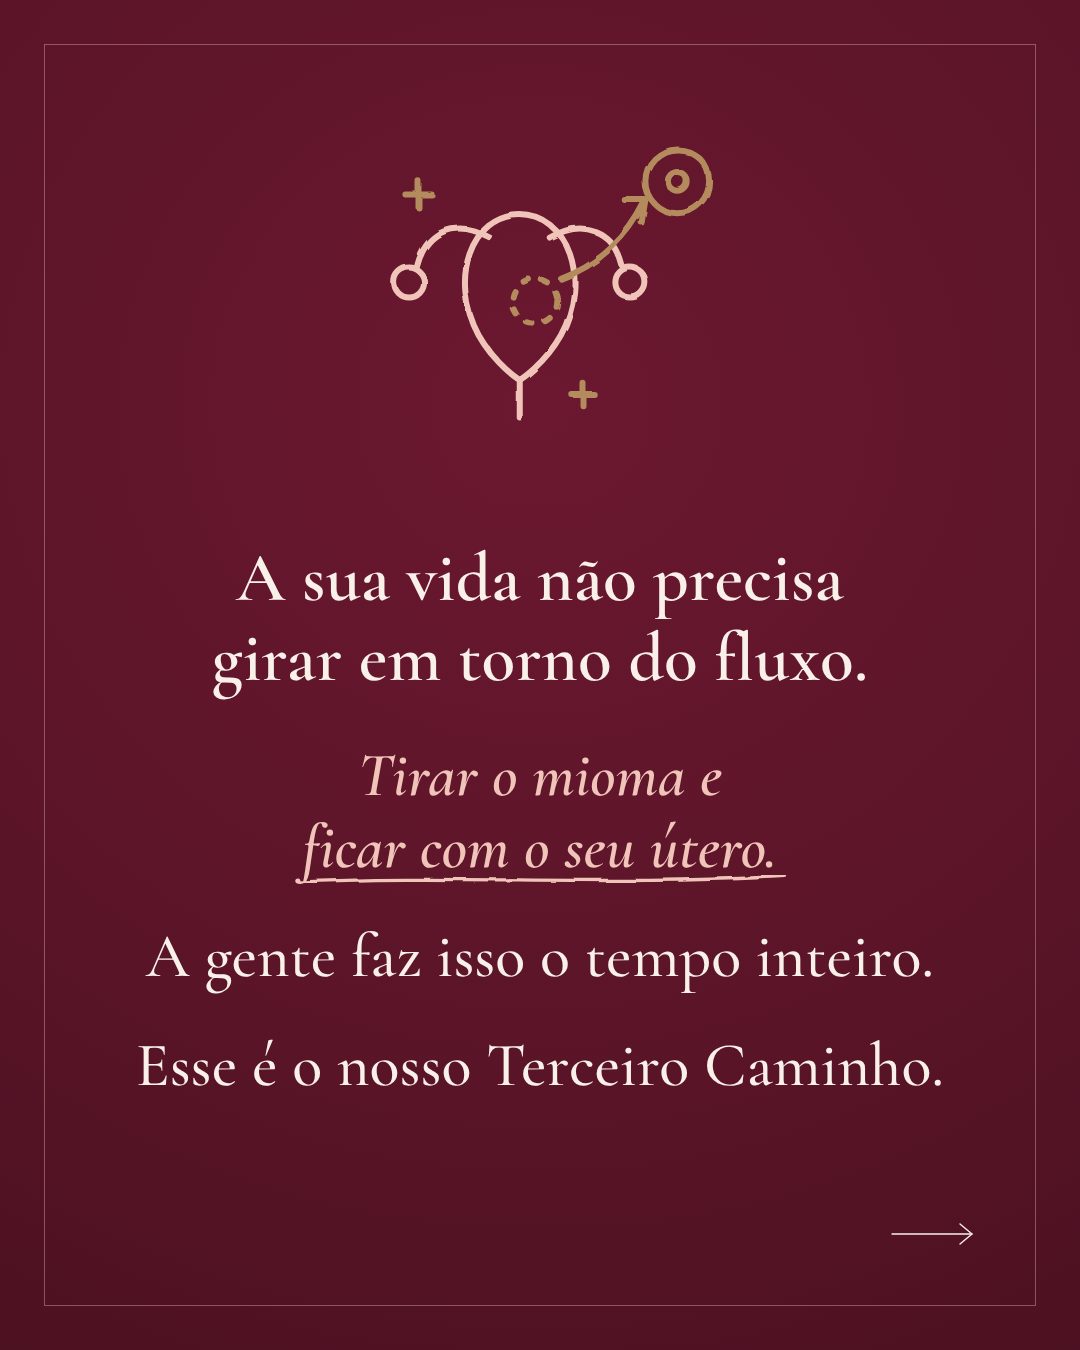 A sua vida não precisa
girar em torno do fluxo.
Tirar o mioma e
ficar com o seu útero.
A gente faz isso o tempo inteiro.
Esse é o nosso Terceiro Caminho.